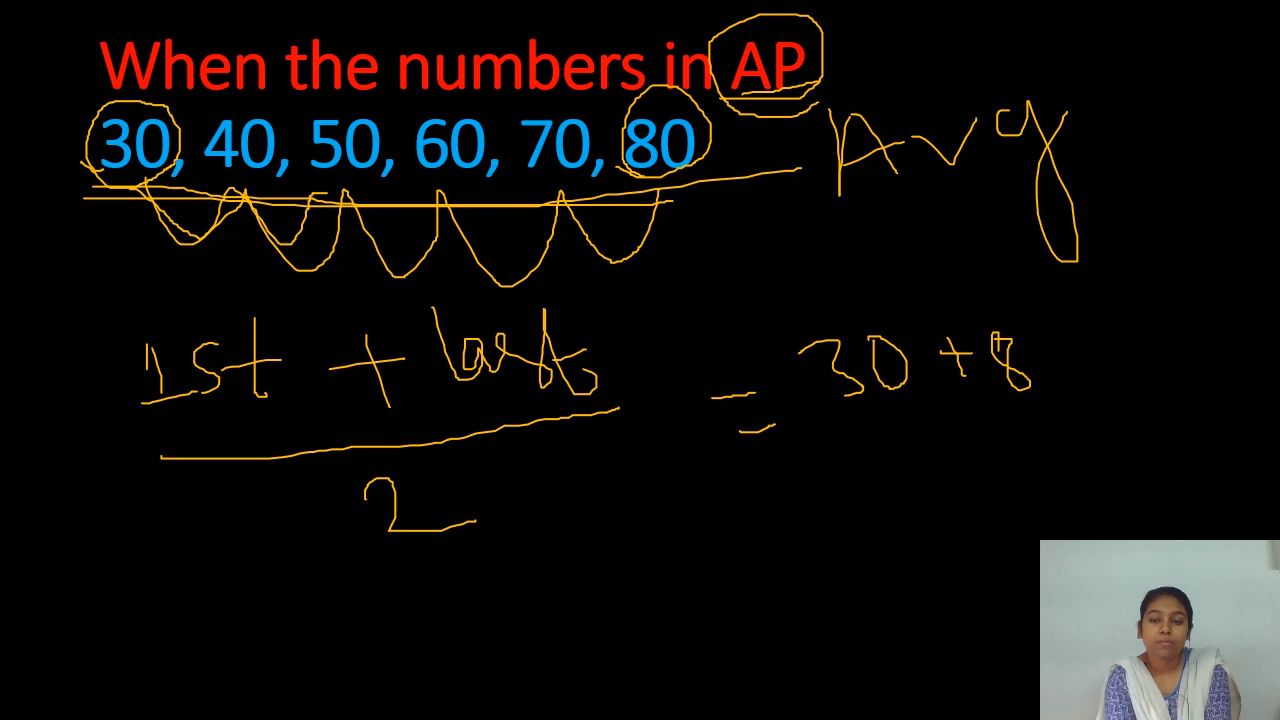 When the numbers in AP
30, 40, 50, 60, 70, 80
Avg
1st + last = 30 + 8
2